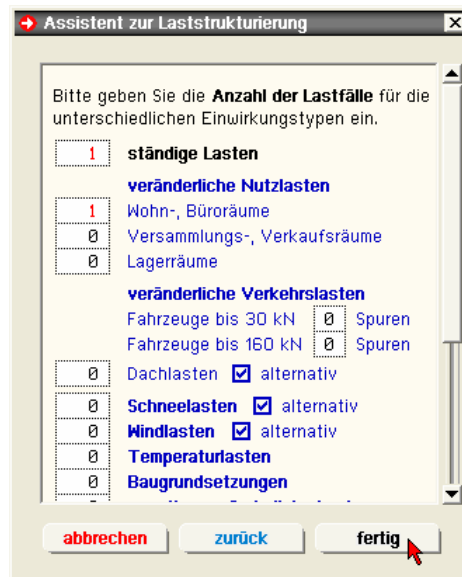 Assistent zur Laststrukturierung
Bitte geben Sie die Anzahl der Lastfälle für die
unterschiedlichen Einwirkungstypen ein.
1 ständige Lasten
veränderliche Nutzlasten
1 Wohn-, Büroräume
0 Versammlungs-, Verkaufsräume
0 Lagerräume
veränderliche Verkehrslasten
Fahrzeuge bis 30 kN 0 Spuren
Fahrzeuge bis 160 kN 0 Spuren
0 Dachlasten alternativ
0 Schneelasten alternativ
0 Windlasten alternativ
0 Temperaturlasten
0 Baugrundsetzungen
abbrechen zurück fertig